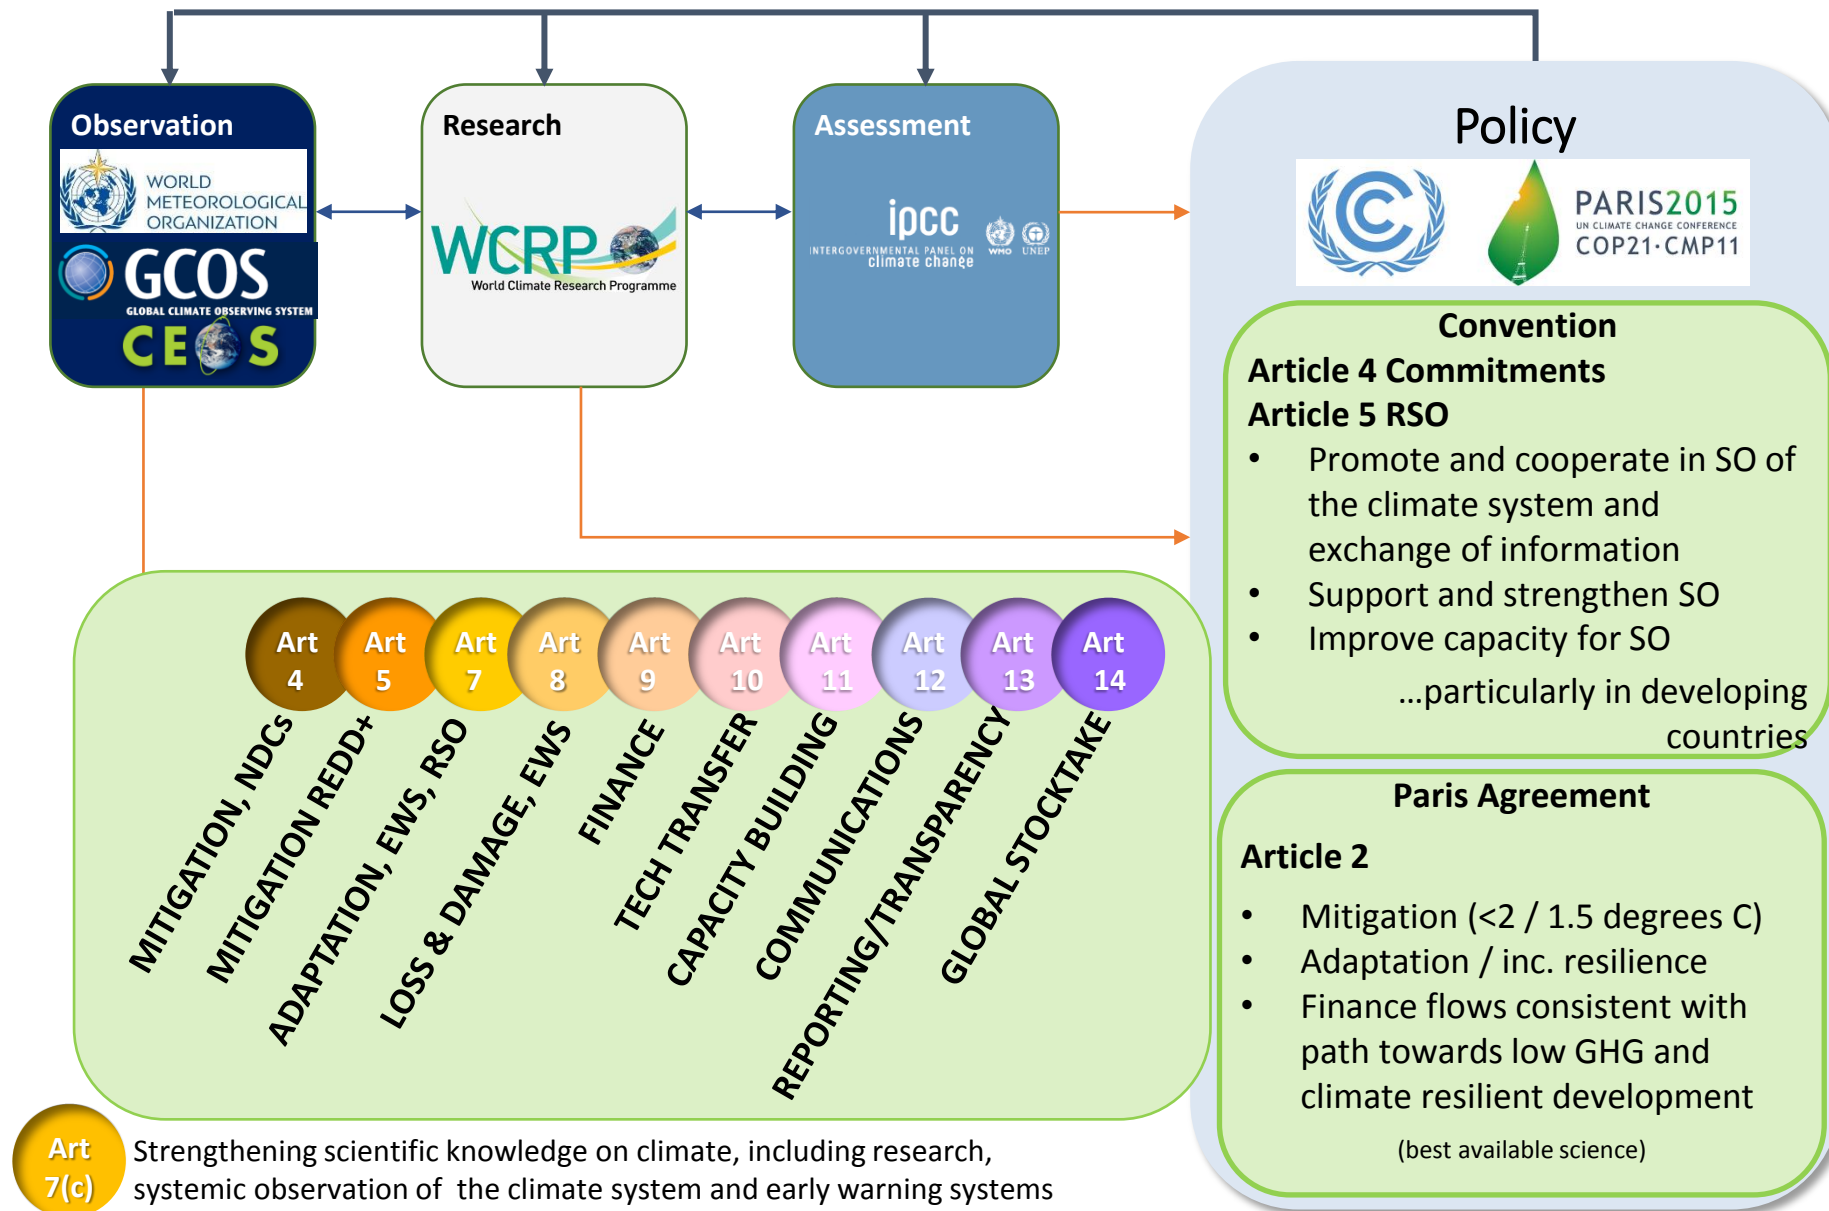 Observation
WORLD
METEOROLOGICAL
ORGANIZATION
GCOS
GLOBAL CLIMATE OBSERVING SYSTEM
CEOS
Research
WCRP
World Climate Research Programme
Assessment
ipcc
INTERGOVERNMENTAL PANEL ON
climate change
WMO
UNEP
Policy
PARIS2015
UN CLIMATE CHANGE CONFERENCE
COP21·CMP11
Convention
Article 4 Commitments
Article 5 RSO
• Promote and cooperate in SO of
the climate system and
exchange of information
• Support and strengthen SO
• Improve capacity for SO
...particularly in developing
countries
Paris Agreement
Article 2
• Mitigation (<2 / 1.5 degrees C)
• Adaptation / inc. resilience
• Finance flows consistent with
path towards low GHG and
climate resilient development
(best available science)
Art
4
Art
5
Art
7
Art
8
Art
9
Art
10
Art
11
Art
12
Art
13
Art
14
MITIGATION, NDCs
MITIGATION REDD+
ADAPTATION, EWS, RSO
LOSS & DAMAGE, EWS
FINANCE
TECH TRANSFER
CAPACITY BUILDING
COMMUNICATIONS
REPORTING/TRANSPARENCY
GLOBAL STOCKTAKE
Art
7(c)
Strengthening scientific knowledge on climate, including research,
systemic observation of the climate system and early warning systems